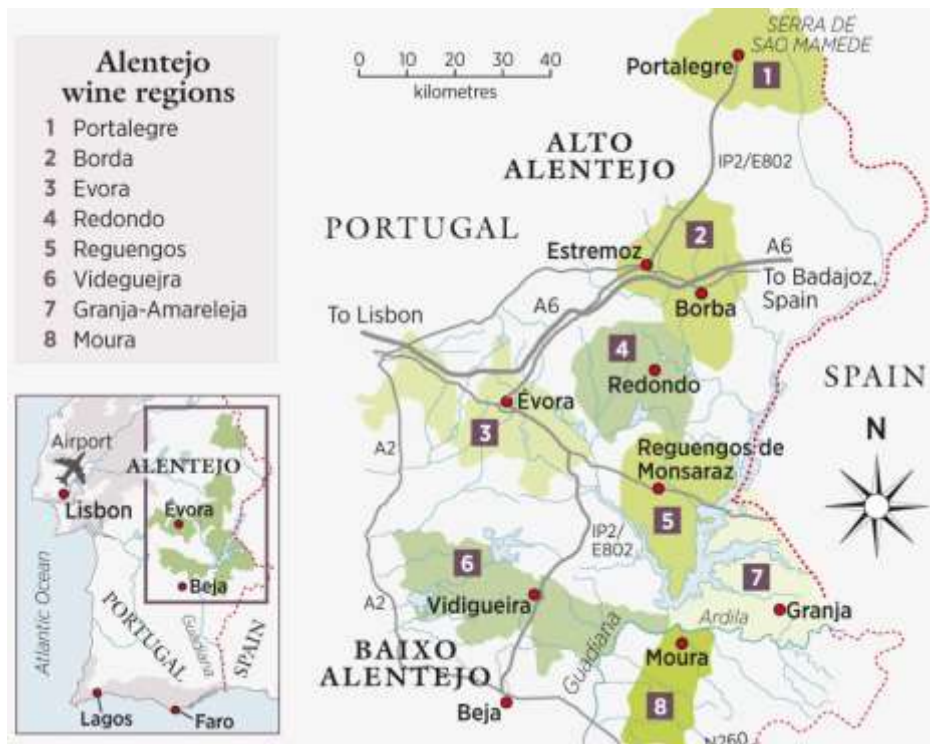 Alentejo
wine regions
1 Portalegre
2 Borda
3 Evora
4 Redondo
5 Reguengos
6 Videguejra
7 Granja-Amareleja
8 Moura
0 10 20 30 40
kilometres
SERRA DE
SAO MAMEDE
Portalegre
1
ALTO
ALENTEJO
IP2/E802
PORTUGAL
2
Estremoz
A6
To Badajoz,
Spain
Borba
A6
To Lisbon
4
Redondo
SPAIN
Évora
3
A2
N
Reguengos de
Monsaraz
5
IP2/
E802
6
7
Vidigueira
A2
Granja
Ardila
Guadiana
BAIXO
ALENTEJO
Moura
8
Beja
N260
Airport
ALENTEJO
Lisbon
Évora
Beja
Atlantic Ocean
PORTUGAL
Guadiana
SPAIN
Lagos
Faro